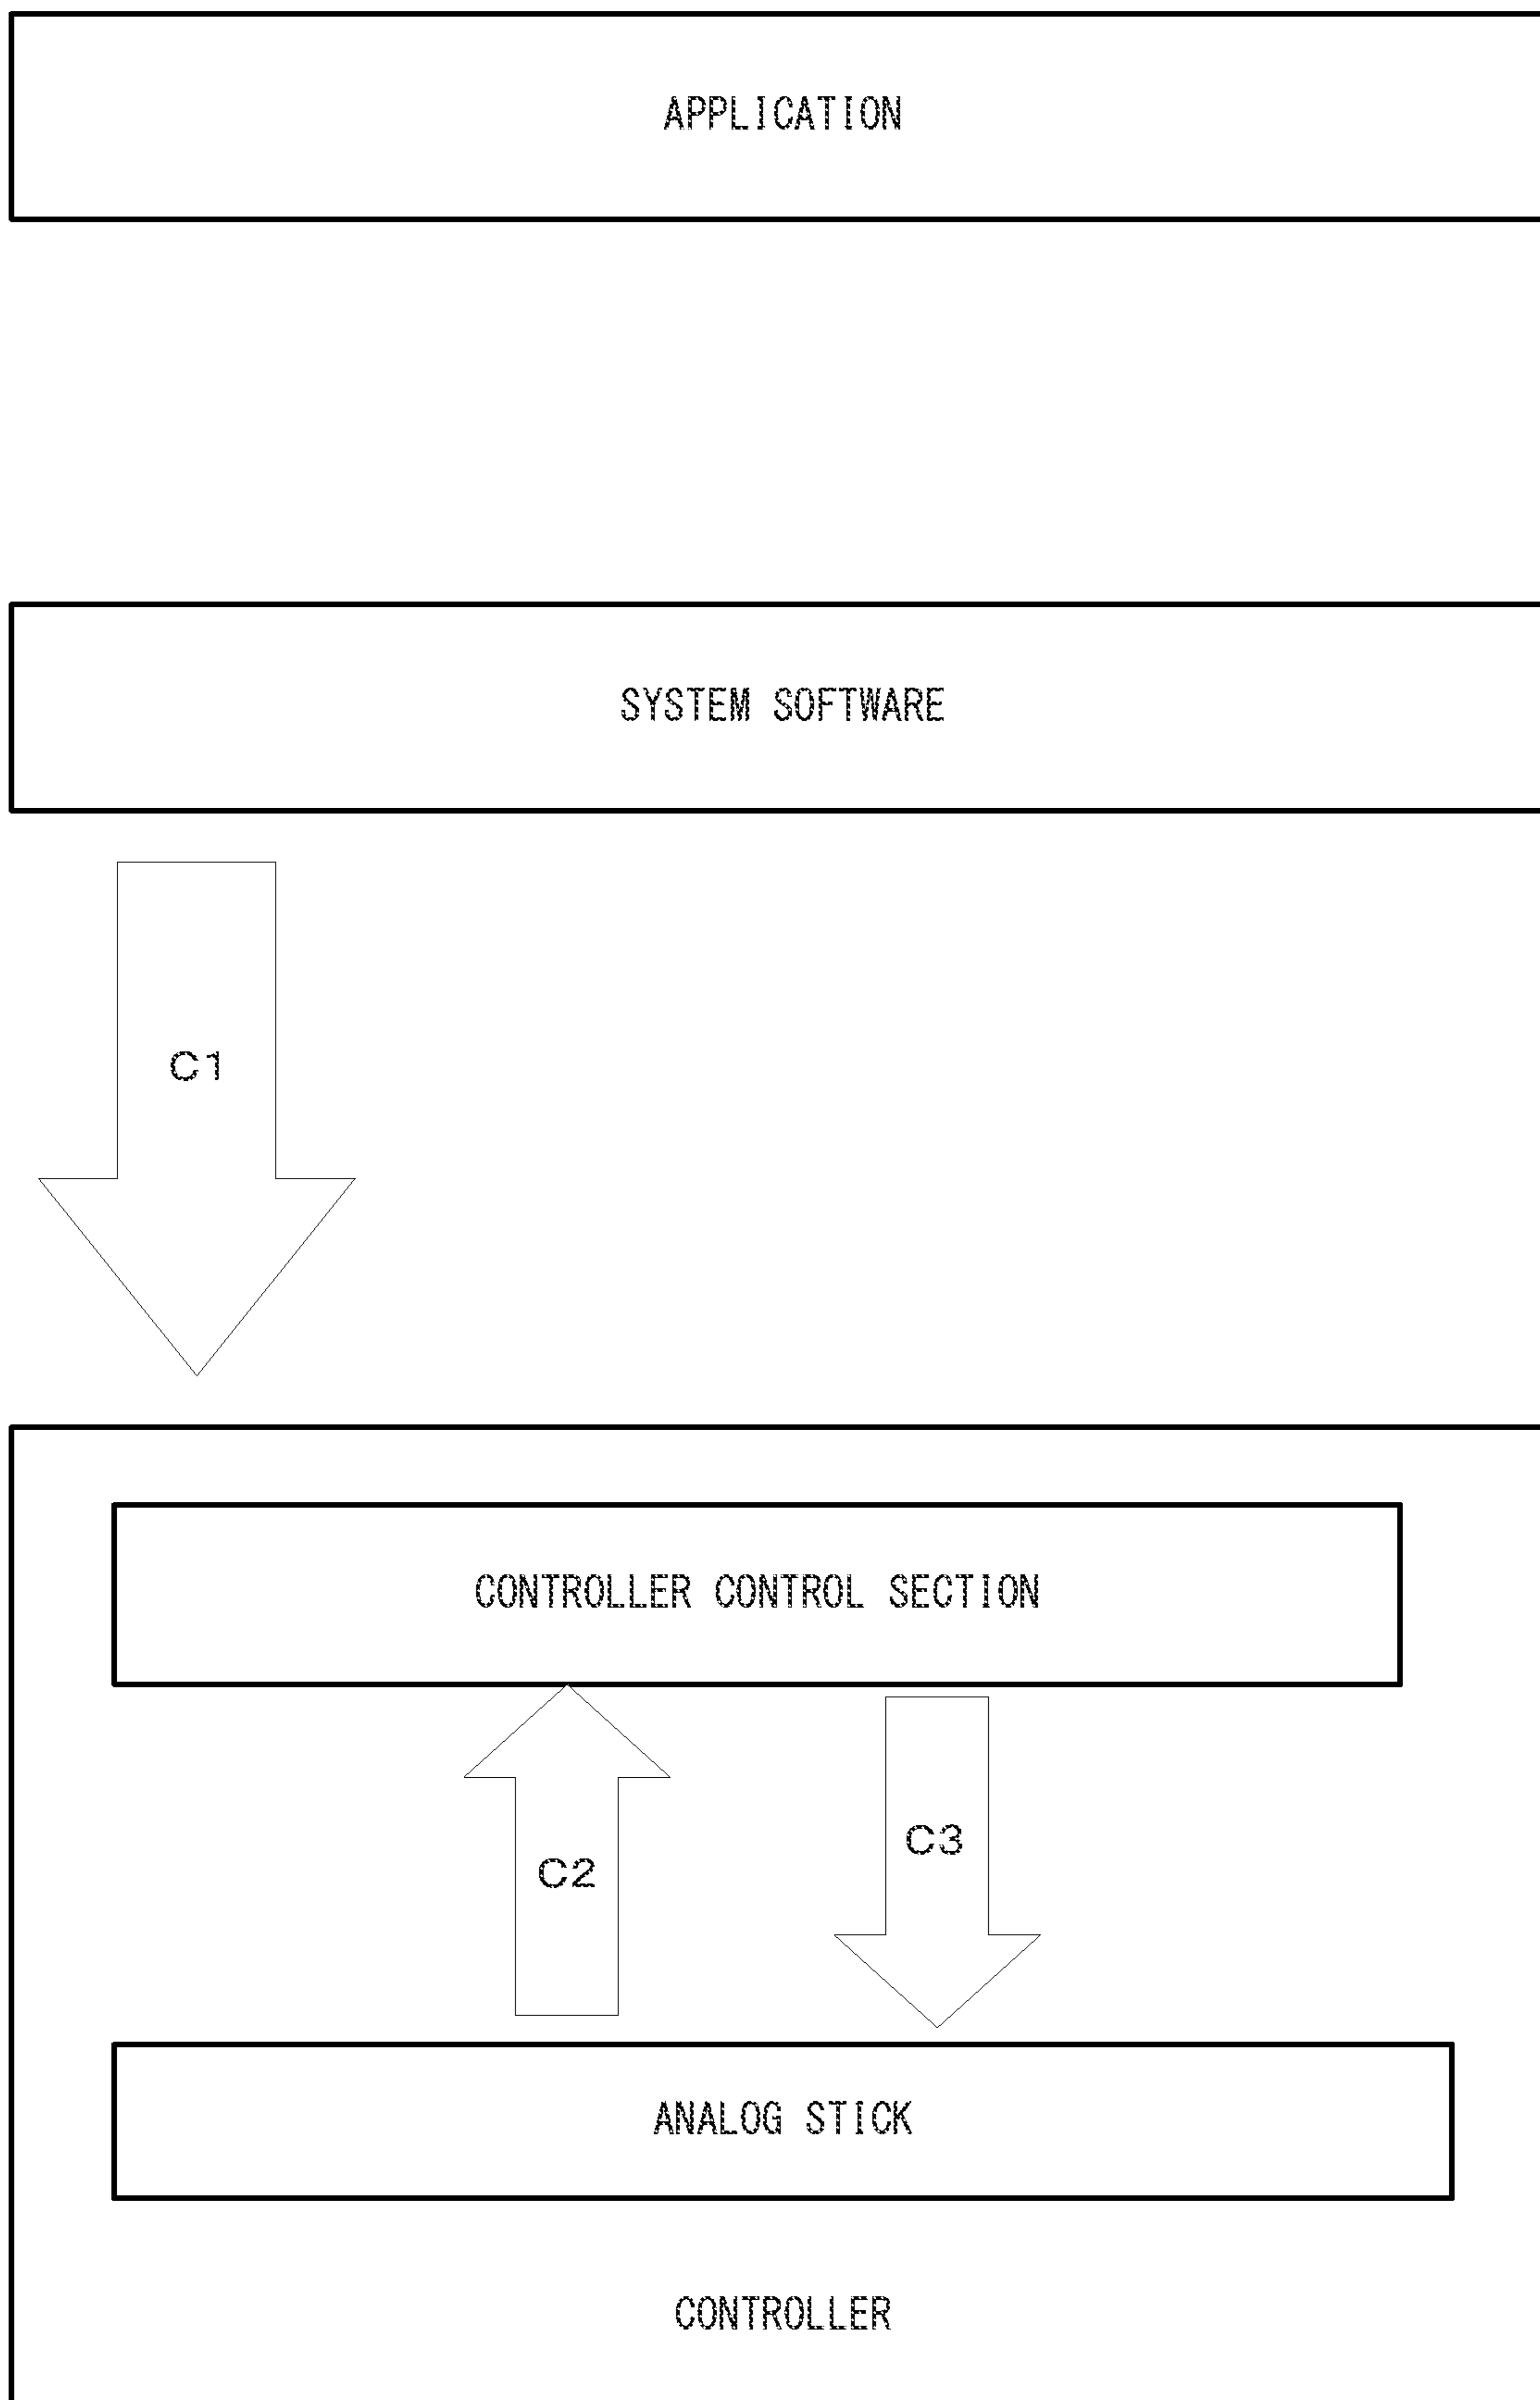 APPLICATION
SYSTEM SOFTWARE
C1
CONTROLLER CONTROL SECTION
C2
C3
ANALOG STICK
CONTROLLER